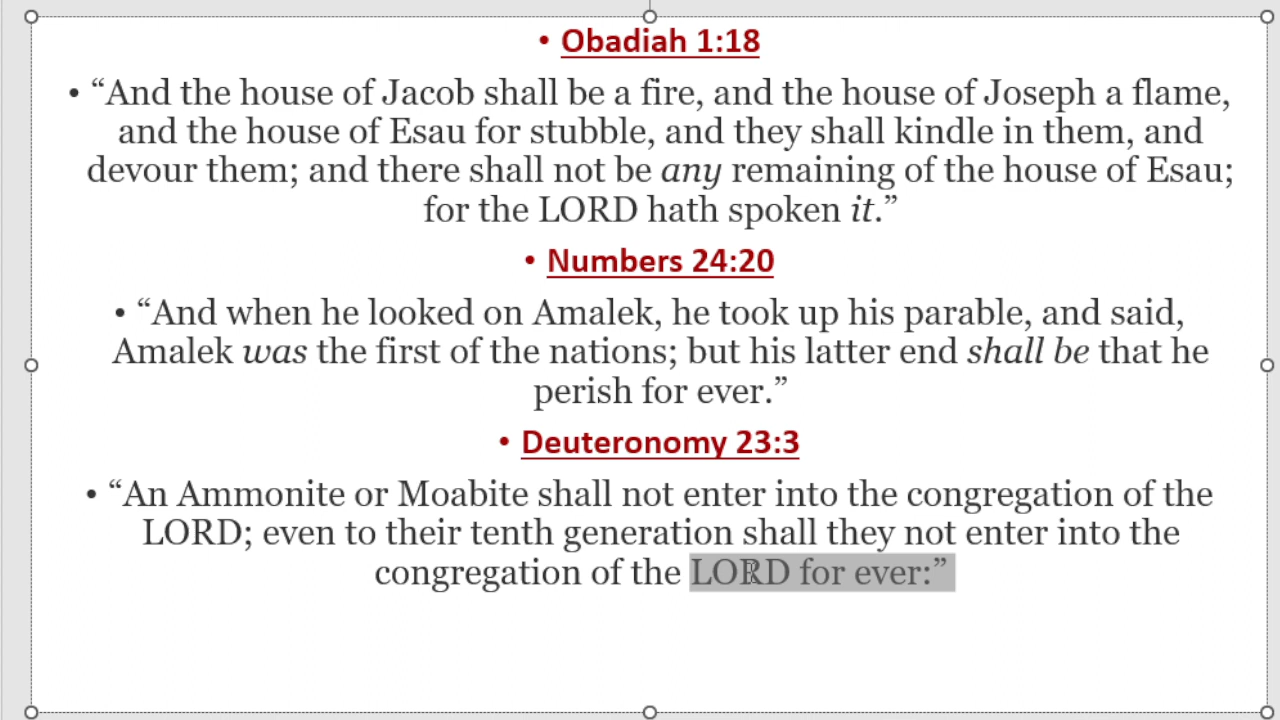 • Obadiah 1:18
• “And the house of Jacob shall be a fire, and the house of Joseph a flame,
and the house of Esau for stubble, and they shall kindle in them, and
devour them; and there shall not be any remaining of the house of Esau;
for the LORD hath spoken it.”
• Numbers 24:20
• “And when he looked on Amalek, he took up his parable, and said,
Amalek was the first of the nations; but his latter end shall be that he
perish for ever.”
• Deuteronomy 23:3
• “An Ammonite or Moabite shall not enter into the congregation of the
LORD; even to their tenth generation shall they not enter into the
congregation of the LORD for ever:”